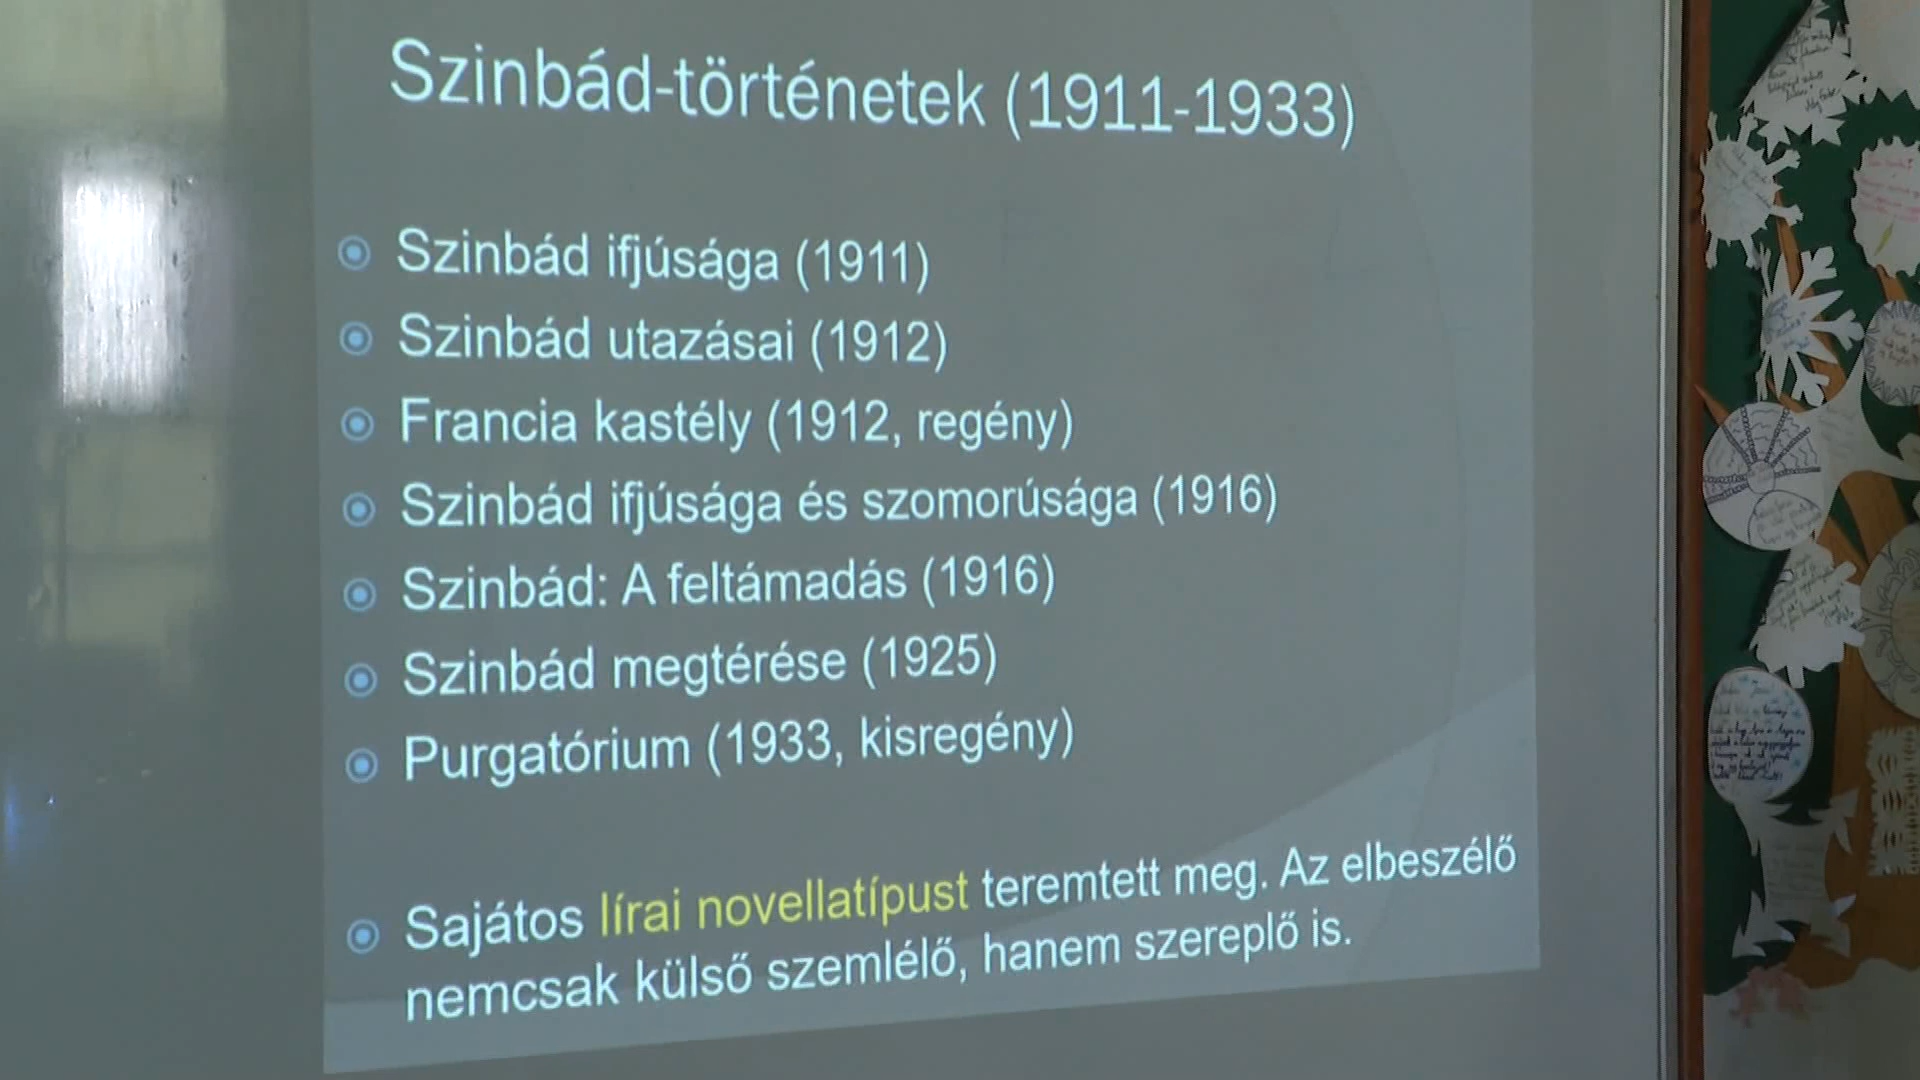 Szinbád-történetek (1911-1933)
Szinbád ifjúsága (1911)
Szinbád utazásai (1912)
Francia kastély (1912, regény)
Szinbád ifjúsága és szomorúsága (1916)
Szinbád: A feltámadás (1916)
Szinbád megtérése (1925)
Purgatórium (1933, kisregény)
Sajátos lírai novellatípust teremtett meg. Az elbeszélő
nemcsak külső szemlélő, hanem szereplő is.